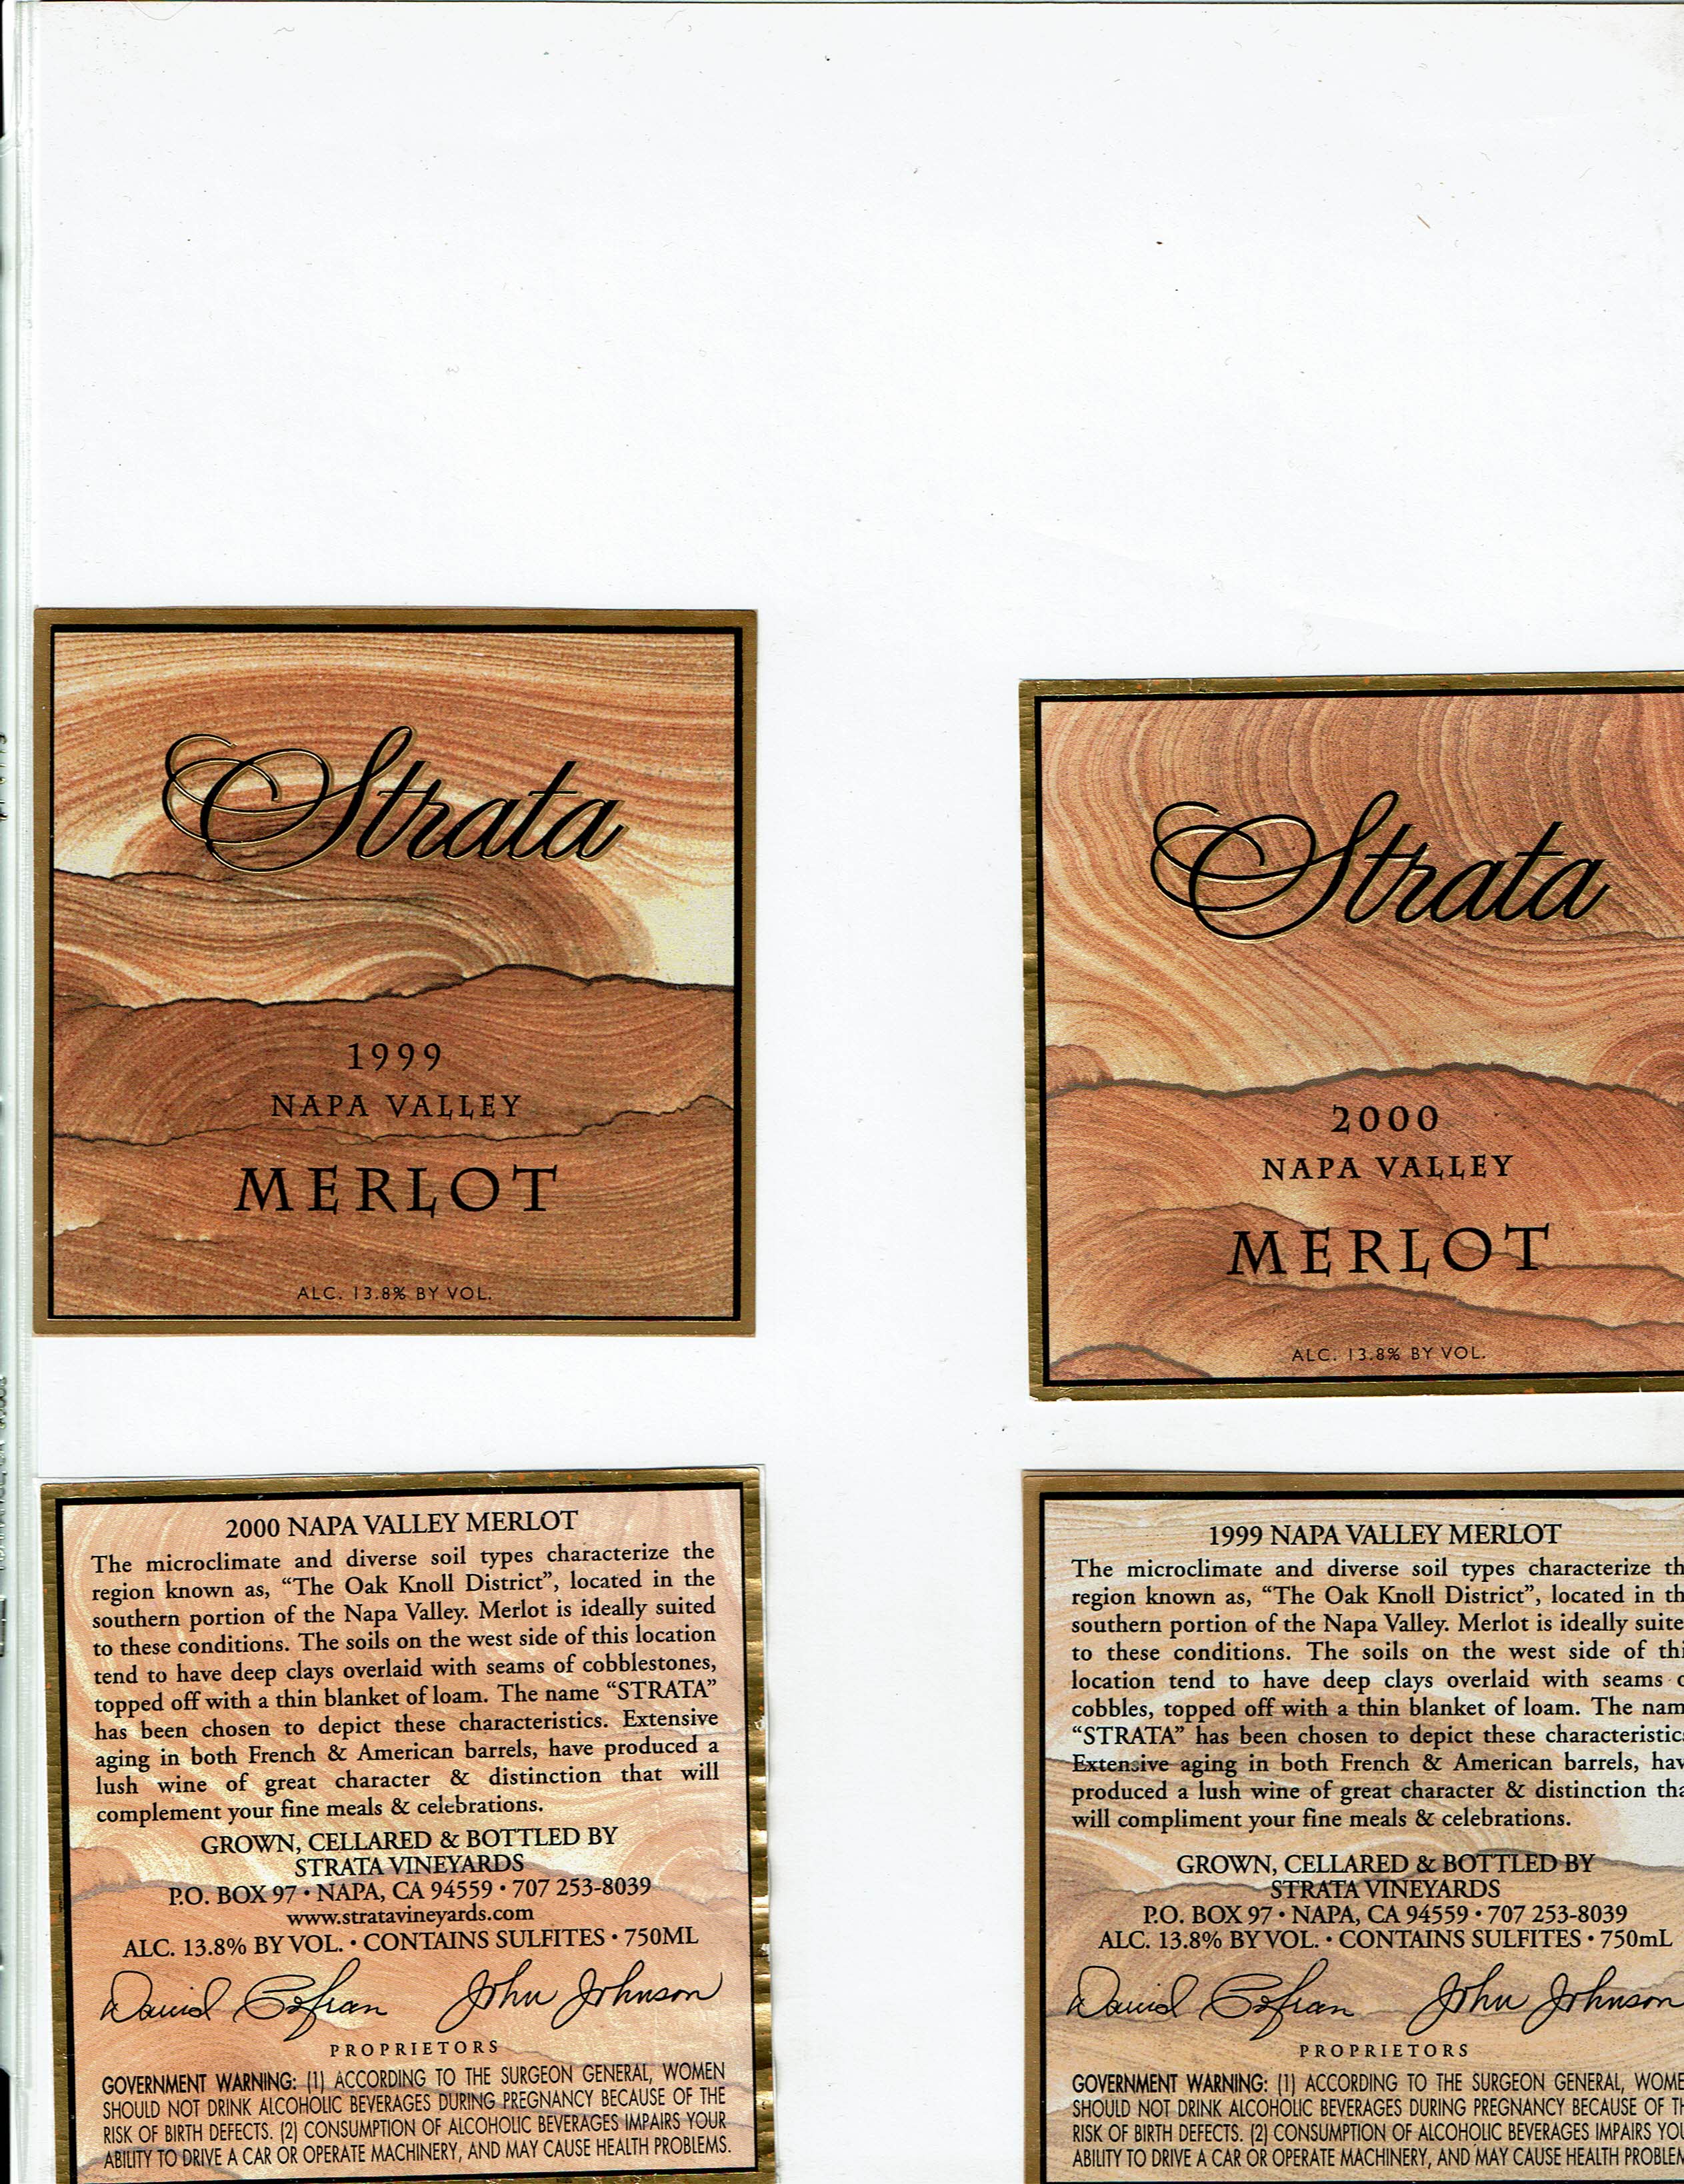 Strata
1999
NAPA VALLEY
MERLOT
ALC. 13.8% BY VOL.
Strata
2000
NAPA VALLEY
MERLOT
ALC. 13.8% BY VOL.
2000 NAPA VALLEY MERLOT
The microclimate and diverse soil types characterize the
region known as, “The Oak Knoll District”, located in the
southern portion of the Napa Valley. Merlot is ideally suited
to these conditions. The soils on the west side of this location
tend to have deep clays overlaid with seams of cobblestones,
topped off with a thin blanket of loam. The name “STRATA”
has been chosen to depict these characteristics. Extensive
aging in both French & American barrels, have produced a
lush wine of great character & distinction that will
complement your fine meals & celebrations.
GROWN, CELLARED & BOTTLED BY
STRATA VINEYARDS
P.O. BOX 97 • NAPA, CA 94559 • 707 253-8039
www.stratavineyards.com
ALC. 13.8% BY VOL. • CONTAINS SULFITES • 750ML
David Cofran John Johnson
PROPRIETORS
GOVERNMENT WARNING: (1) ACCORDING TO THE SURGEON GENERAL, WOMEN
SHOULD NOT DRINK ALCOHOLIC BEVERAGES DURING PREGNANCY BECAUSE OF THE
RISK OF BIRTH DEFECTS. (2) CONSUMPTION OF ALCOHOLIC BEVERAGES IMPAIRS YOUR
ABILITY TO DRIVE A CAR OR OPERATE MACHINERY, AND MAY CAUSE HEALTH PROBLEMS.
1999 NAPA VALLEY MERLOT
The microclimate and diverse soil types characterize th
region known as, “The Oak Knoll District”, located in th
southern portion of the Napa Valley. Merlot is ideally suite
to these conditions. The soils on the west side of thi
location tend to have deep clays overlaid with seams o
cobbles, topped off with a thin blanket of loam. The nam
“STRATA” has been chosen to depict these characteristics
Extensive aging in both French & American barrels, hav
produced a lush wine of great character & distinction tha
will compliment your fine meals & celebrations.
GROWN, CELLARED & BOTTLED BY
STRATA VINEYARDS
P.O. BOX 97 • NAPA, CA 94559 • 707 253-8039
ALC. 13.8% BY VOL. • CONTAINS SULFITES • 750mL
David Cofran John Johnson
PROPRIETORS
GOVERNMENT WARNING: (1) ACCORDING TO THE SURGEON GENERAL, WOME
SHOULD NOT DRINK ALCOHOLIC BEVERAGES DURING PREGNANCY BECAUSE OF TH
RISK OF BIRTH DEFECTS. (2) CONSUMPTION OF ALCOHOLIC BEVERAGES IMPAIRS YOU
ABILITY TO DRIVE A CAR OR OPERATE MACHINERY, AND MAY CAUSE HEALTH PROBLEM